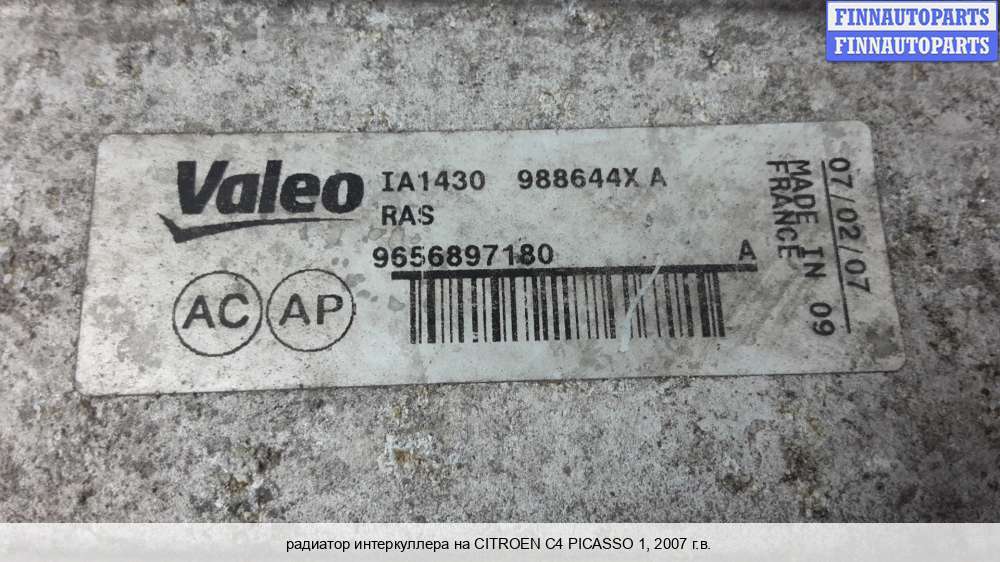 FINNAUTOPARTS
FINNAUTOPARTS
Valeo
IA1430 988644X A
RAS
9656897180 A
AC AP
MADE IN 09
FRANCE
07/02/07
радиатор интеркуллера на CITROEN C4 PICASSO 1, 2007 г.в.